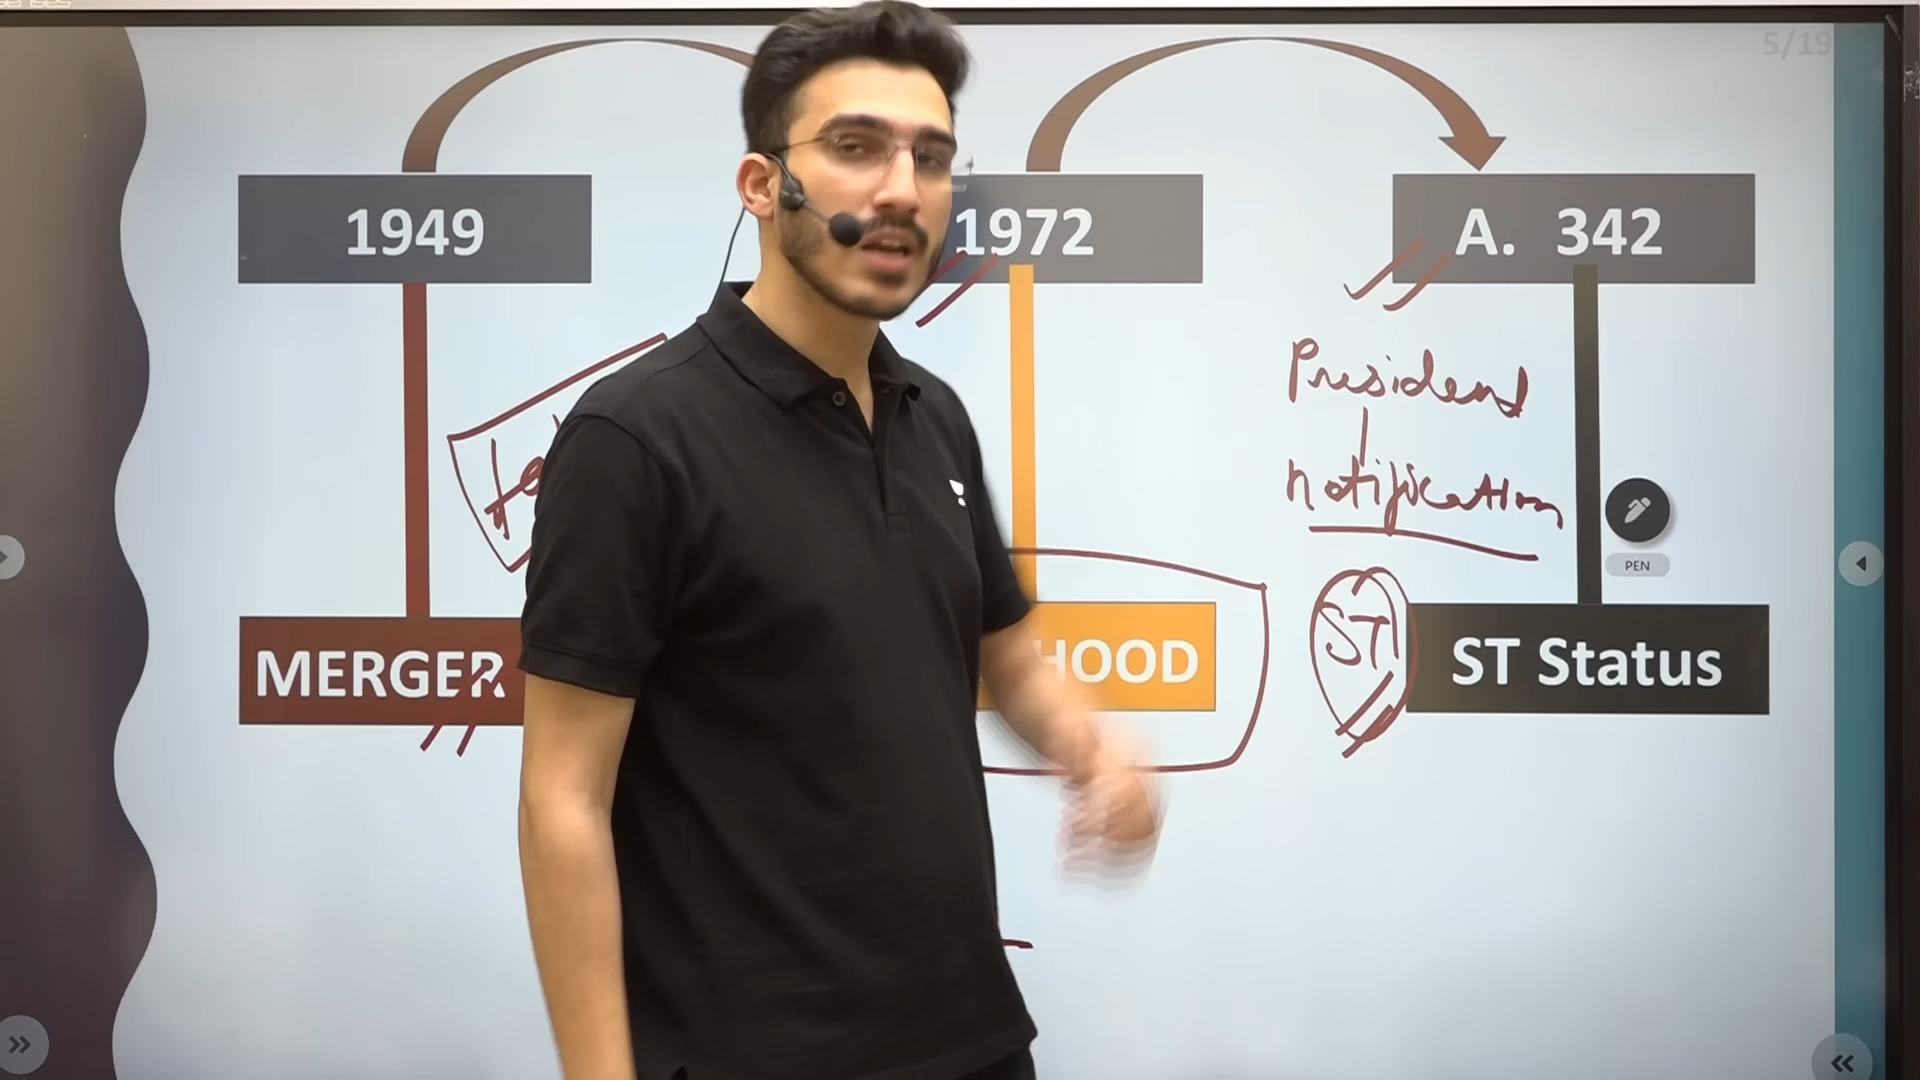 5/19
1949
1972
A. 342
President
notification
PEN
ST
MERGER
HOOD
ST Status